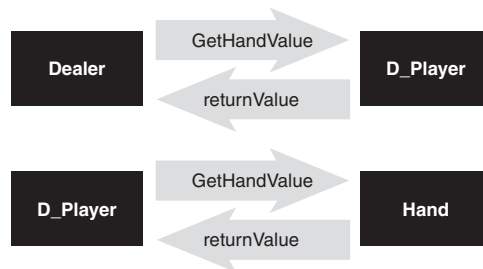 GetHandValue
Dealer
D_Player
returnValue
GetHandValue
D_Player
Hand
returnValue